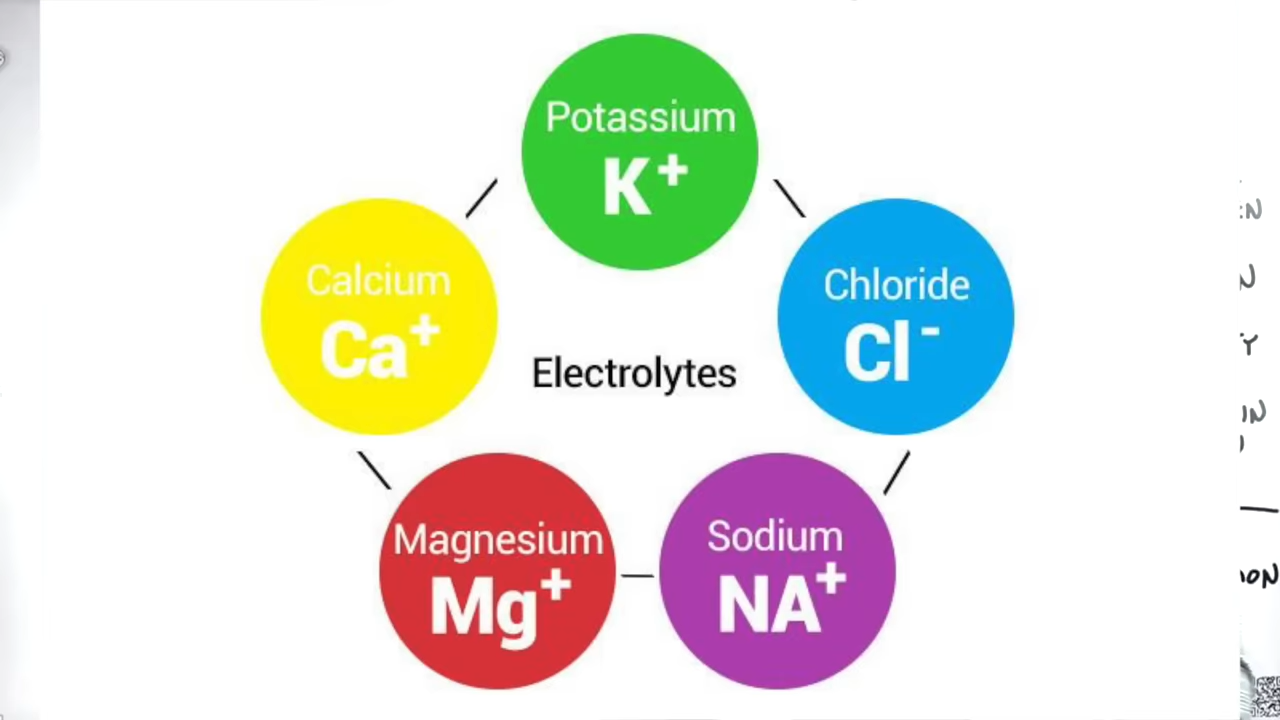 Potassium
K+
Calcium
Ca+
Chloride
Cl-
Electrolytes
Magnesium
Mg+
Sodium
NA+